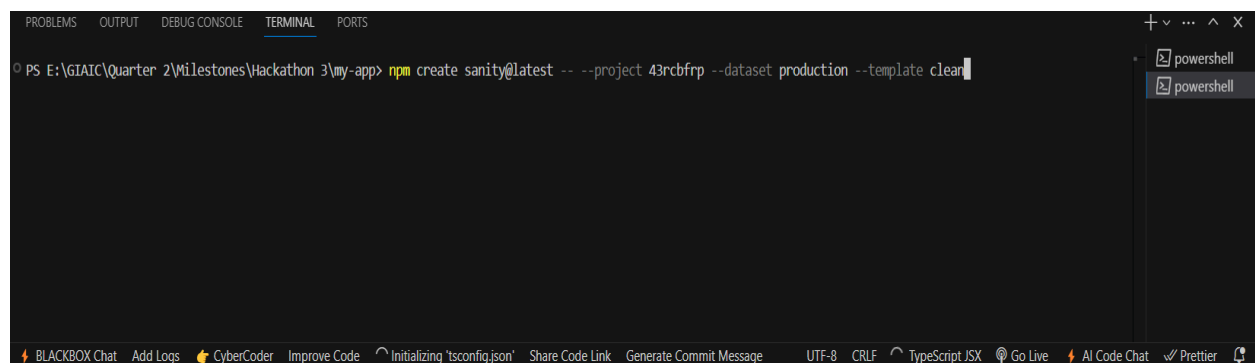 PROBLEMS OUTPUT DEBUG CONSOLE TERMINAL PORTS
PS E:\GIAIC\Quarter 2\Milestones\Hackathon 3\my-app> npm create sanity@latest -- --project 43rcbfrp --dataset production --template clean
powershell
powershell
BLACKBOX Chat Add Logs CyberCoder Improve Code Initializing 'tsconfig.json' Share Code Link Generate Commit Message UTF-8 CRLF TypeScript JSX Go Live AI Code Chat Prettier